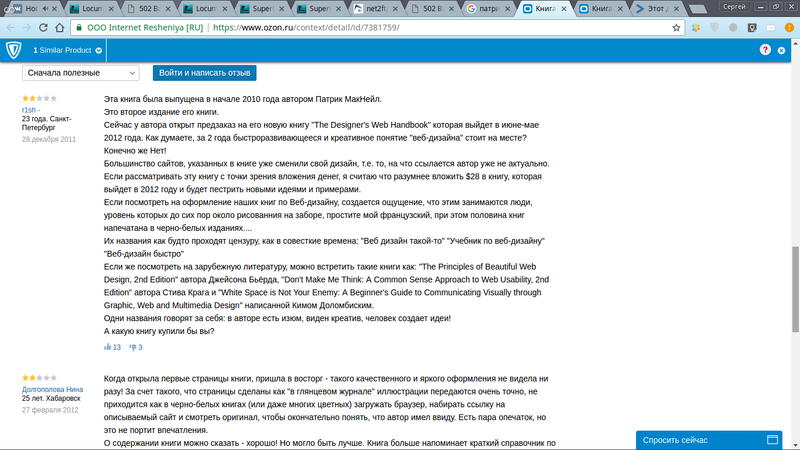 Но
Locum
502 Ba
Locum
Super
Super
net2ft
502 Ba
патри
Книга
Книга
Этот д
Сергей
ООО Internet Resheniya [RU]
https://www.ozon.ru/context/detail/id/7381759/
1 Similar Product
?
Сначала полезные
Войти и написать отзыв
r1sh -
23 года. Санкт-
Петербург
28 декабря 2011
Эта книга была выпущена в начале 2010 года автором Патрик МакНейл.
Это второе издание его книги.
Сейчас у автора открыт предзаказ на его новую книгу "The Designer's Web Handbook" которая выйдет в июне-мае
2012 года. Как думаете, за 2 года быстроразвивающееся и креативное понятие "веб-дизайна" стоит на месте?
Конечно же Нет!
Большинство сайтов, указанных в книге уже сменили свой дизайн, т.е. то, на что ссылается автор уже не актуально.
Если рассматривать эту книгу с точки зрения вложения денег, я считаю что разумнее вложить $28 в книгу, которая
выйдет в 2012 году и будет пестрить новыми идеями и примерами.
Если посмотреть на оформление наших книг по Веб-дизайну, создается ощущение, что этим занимаются люди,
уровень которых до сих пор около рисования на заборе, простите мой французский, при этом половина книг
напечатана в черно-белых изданиях....
Их названия как будто проходят цензуру, как в совесткие времена: "Веб дизайн такой-то" "Учебник по веб-дизайну"
"Веб-дизайн быстро"
Если же посмотреть на зарубежную литературу, можно встретить такие книги как: "The Principles of Beautiful Web
Design, 2nd Edition" автора Джейсона Бьёрда, "Don't Make Me Think: A Common Sense Approach to Web Usability, 2nd
Edition" автора Стива Крага и "White Space is Not Your Enemy: A Beginner's Guide to Communicating Visually through
Graphic, Web and Multimedia Design" написанной Кимом Доломбиским.
Одни названия говорят за себя: в авторе есть изюм, виден креатив, человек создает идеи!
А какую книгу купили бы вы?
13 3
Долгополова Нина
25 лет. Хабаровск
27 февраля 2012
Когда открыла первые страницы книги, пришла в восторг - такого качественного и яркого оформления не видела ни
разу! За счет такого, что страницы сделаны как "в глянцевом журнале" иллюстрации передаются очень точно, не
приходится как в черно-белых книгах (или даже многих цветных) загружать браузер, набирать ссылку на
описываемый сайт и смотреть оригинал, чтобы окончательно понять, что автор имел ввиду. Есть пара опечаток, но
это не портит впечатления.
О содержании книги можно сказать - хорошо! Но могло быть лучше. Книга больше напоминает краткий справочник по
Спросить сейчас